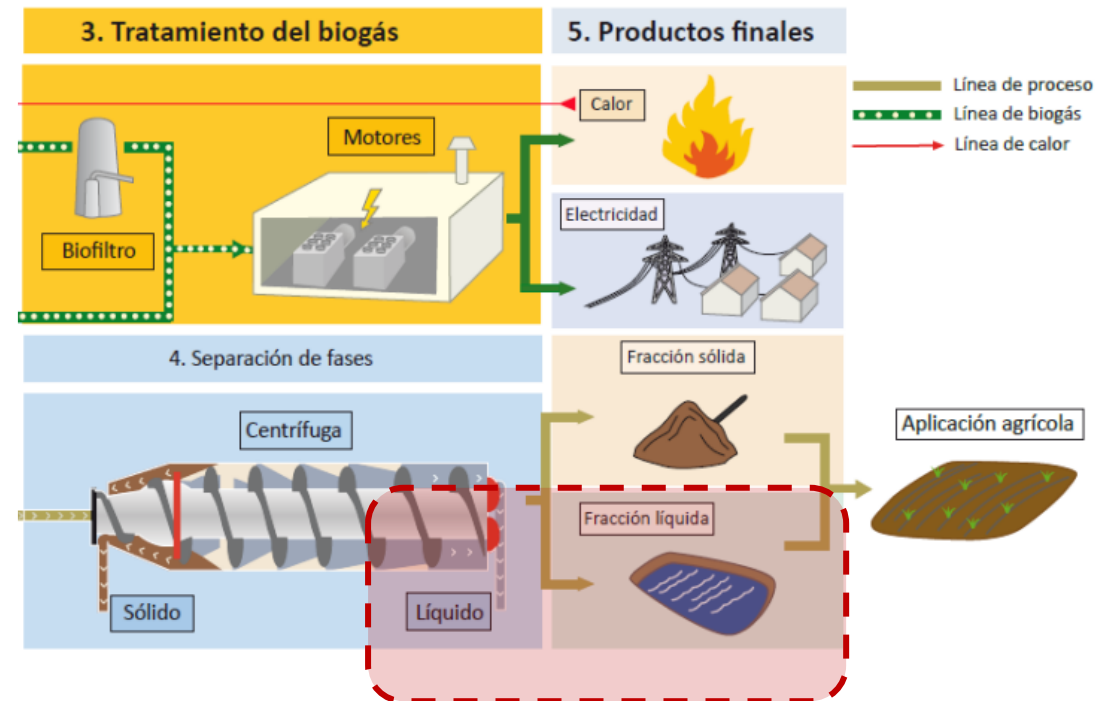 3. Tratamiento del biogás
5. Productos finales
Calor
Motores
Biofiltro
Electricidad
Línea de proceso
Línea de biogás
Línea de calor
4. Separación de fases
Fracción sólida
Centrífuga
Aplicación agrícola
Fracción líquida
Sólido
Líquido